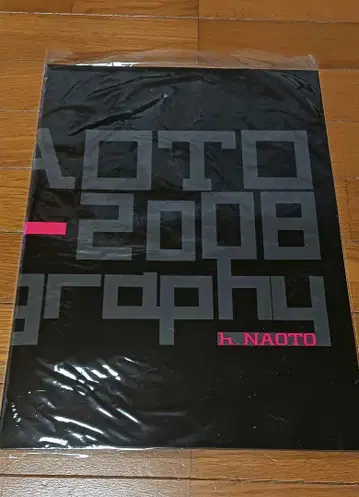 AOTO
-2008
graphy
h. NAOTO